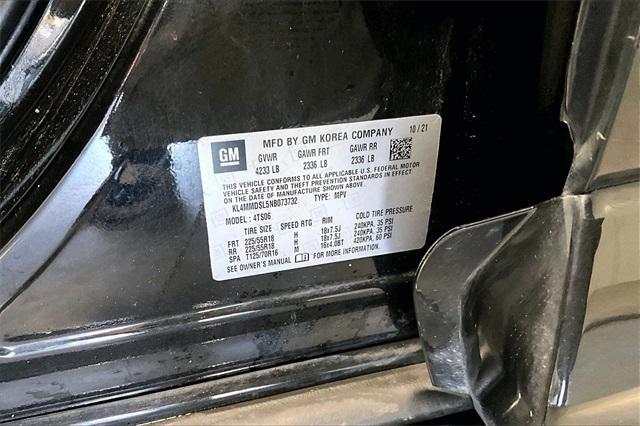 GM
MFD BY GM KOREA COMPANY 10/21
GVWR GAWR FRT GAWR RR
4233 LB 2336 LB 2336 LB
THIS VEHICLE CONFORMS TO ALL APPLICABLE U.S. FEDERAL MOTOR
VEHICLE SAFETY AND THEFT PREVENTION STANDARDS IN EFFECT
ON THE DATE OF MANUFACTURE SHOWN ABOVE.
KL4MMDSL5NB073732 TYPE: MPV
MODEL: 4TS06
TIRE SIZE SPEED RTG RIM COLD TIRE PRESSURE
FRT 225/55R18 H 18x7.5J 240KPA, 35 PSI
RR 225/55R18 H 18x7.5J 240KPA, 35 PSI
SPA T125/70R16 M 16x4.0BT 420KPA, 60 PSI
SEE OWNER'S MANUAL FOR MORE INFORMATION.